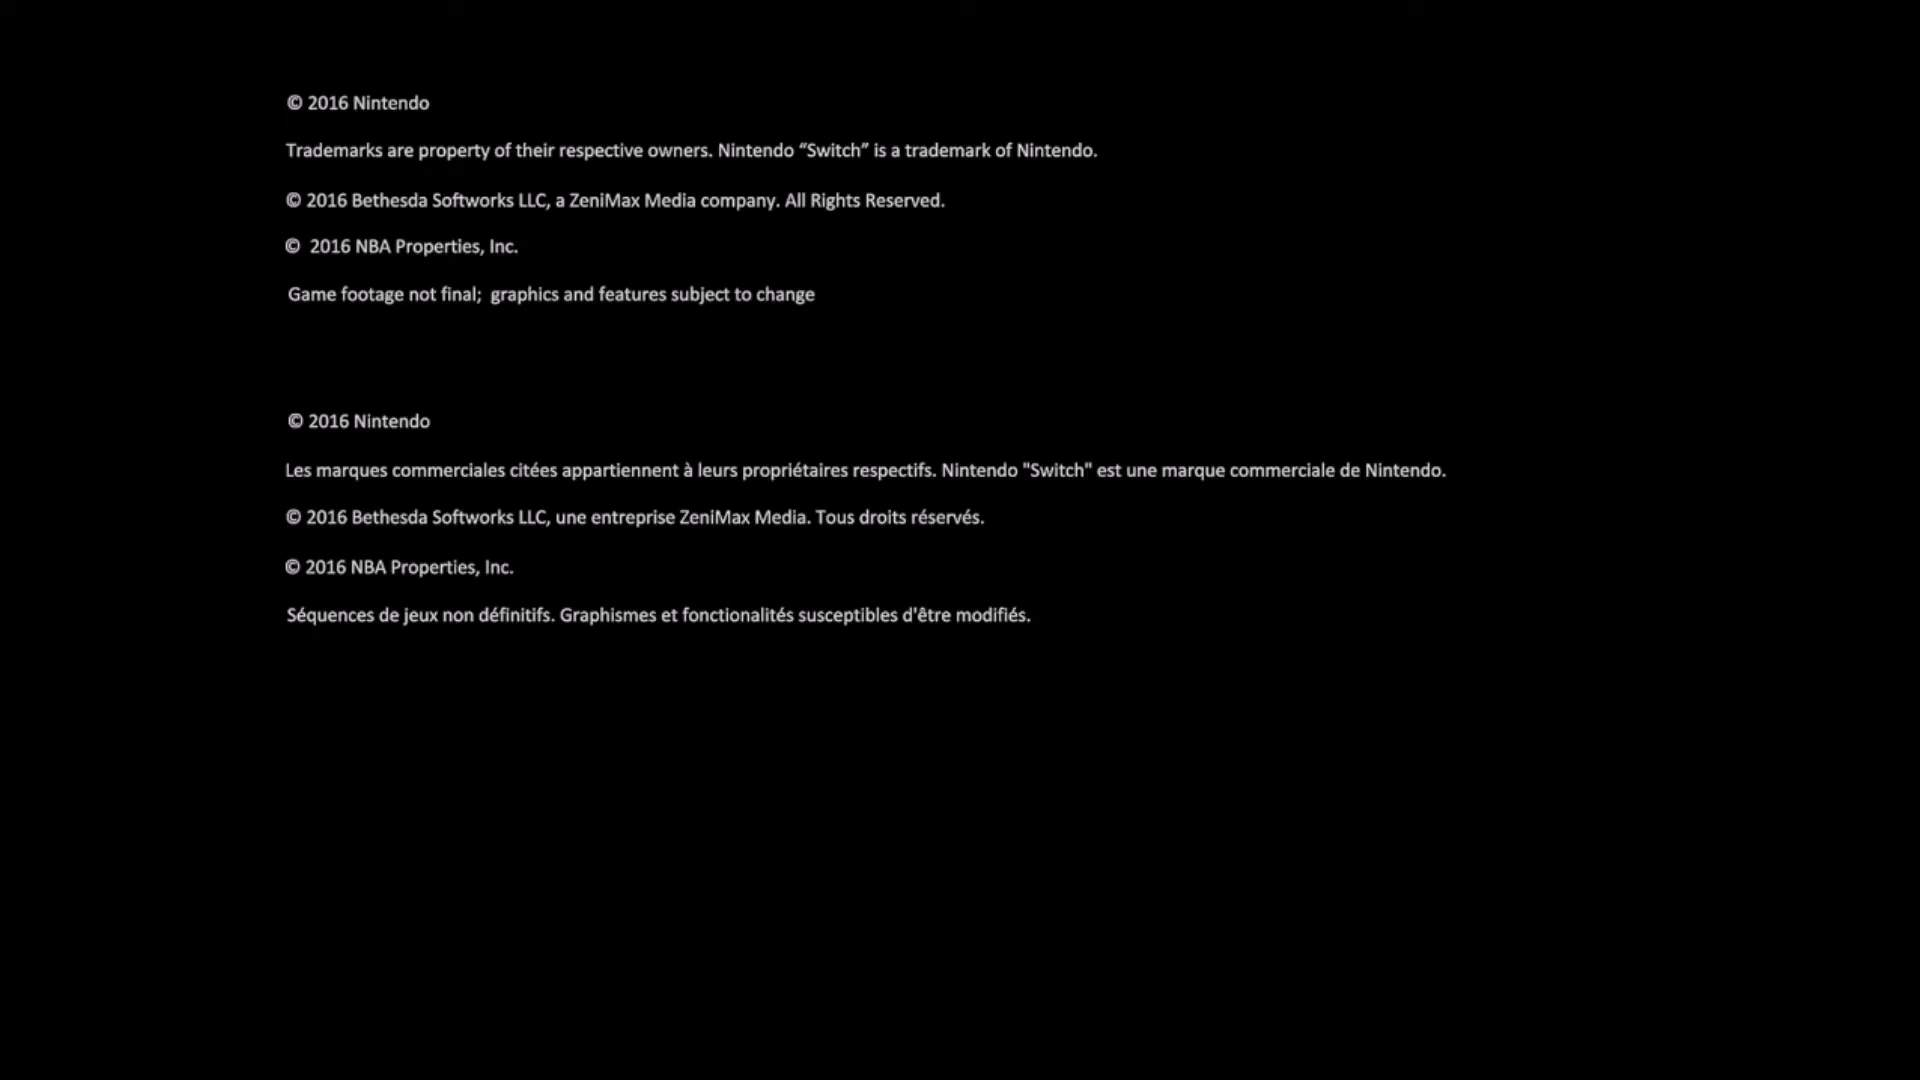 © 2016 Nintendo
Trademarks are property of their respective owners. Nintendo “Switch” is a trademark of Nintendo.
© 2016 Bethesda Softworks LLC, a ZeniMax Media company. All Rights Reserved.
©  2016 NBA Properties, Inc.
Game footage not final;  graphics and features subject to change
© 2016 Nintendo
Les marques commerciales citées appartiennent à leurs propriétaires respectifs. Nintendo "Switch" est une marque commerciale de Nintendo.
© 2016 Bethesda Softworks LLC, une entreprise ZeniMax Media. Tous droits réservés.
© 2016 NBA Properties, Inc.
Séquences de jeux non définitifs. Graphismes et fonctionalités susceptibles d'être modifiés.